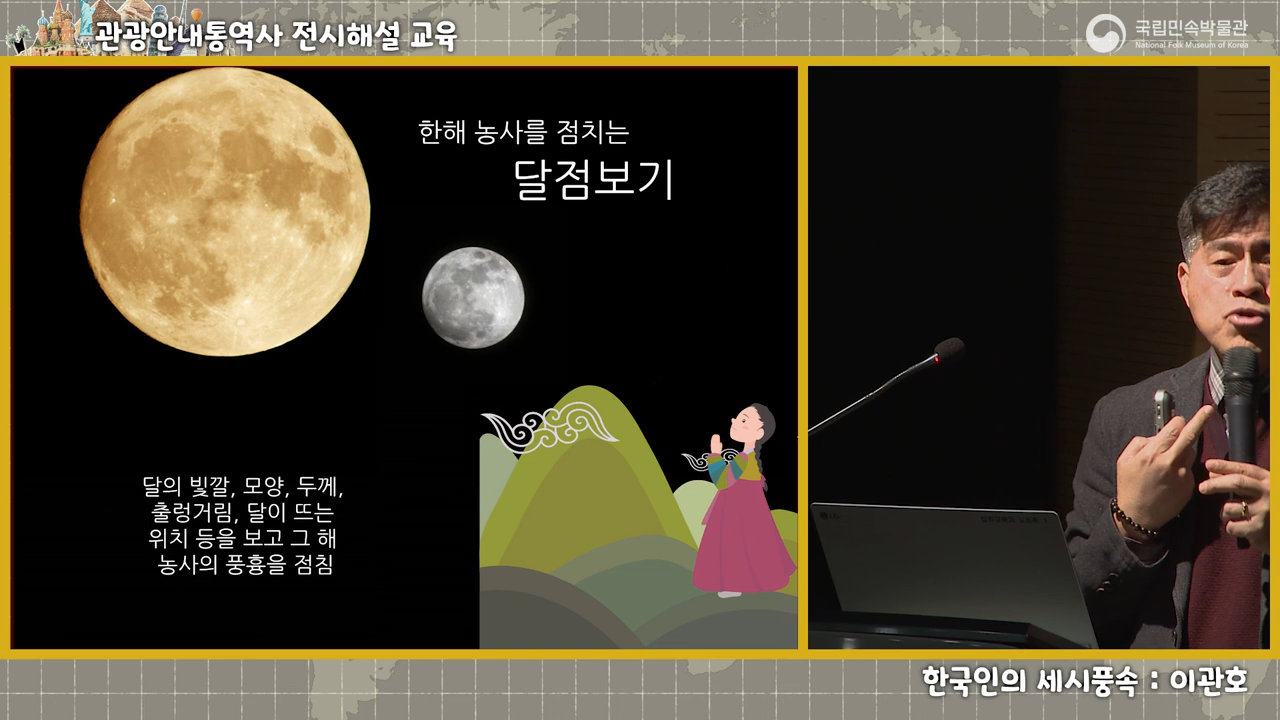 관광안내통역사 전시해설 교육
국립민속박물관
National Folk Museum of Korea
한해 농사를 점치는
달점보기
달의 빛깔, 모양, 두께,
출렁거림, 달이 뜨는
위치 등을 보고 그 해
농사의 풍흉을 점침
한국인의 세시풍속 : 이관호